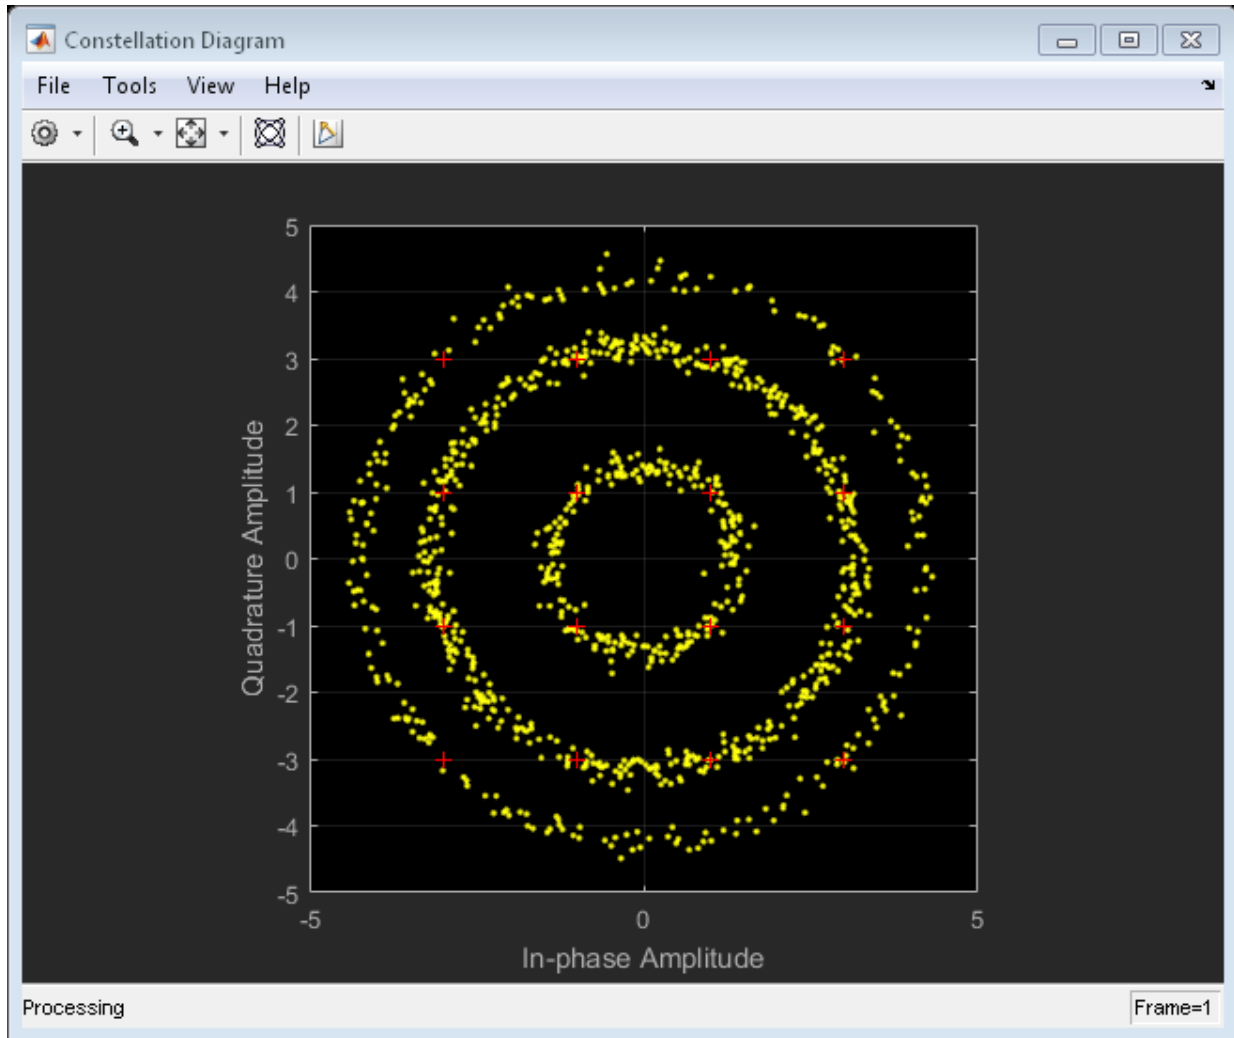 Constellation Diagram
File Tools View Help
5
4
3
2
1
0
-1
-2
-3
-4
-5
Quadrature Amplitude
-5 0 5
In-phase Amplitude
Processing Frame=1